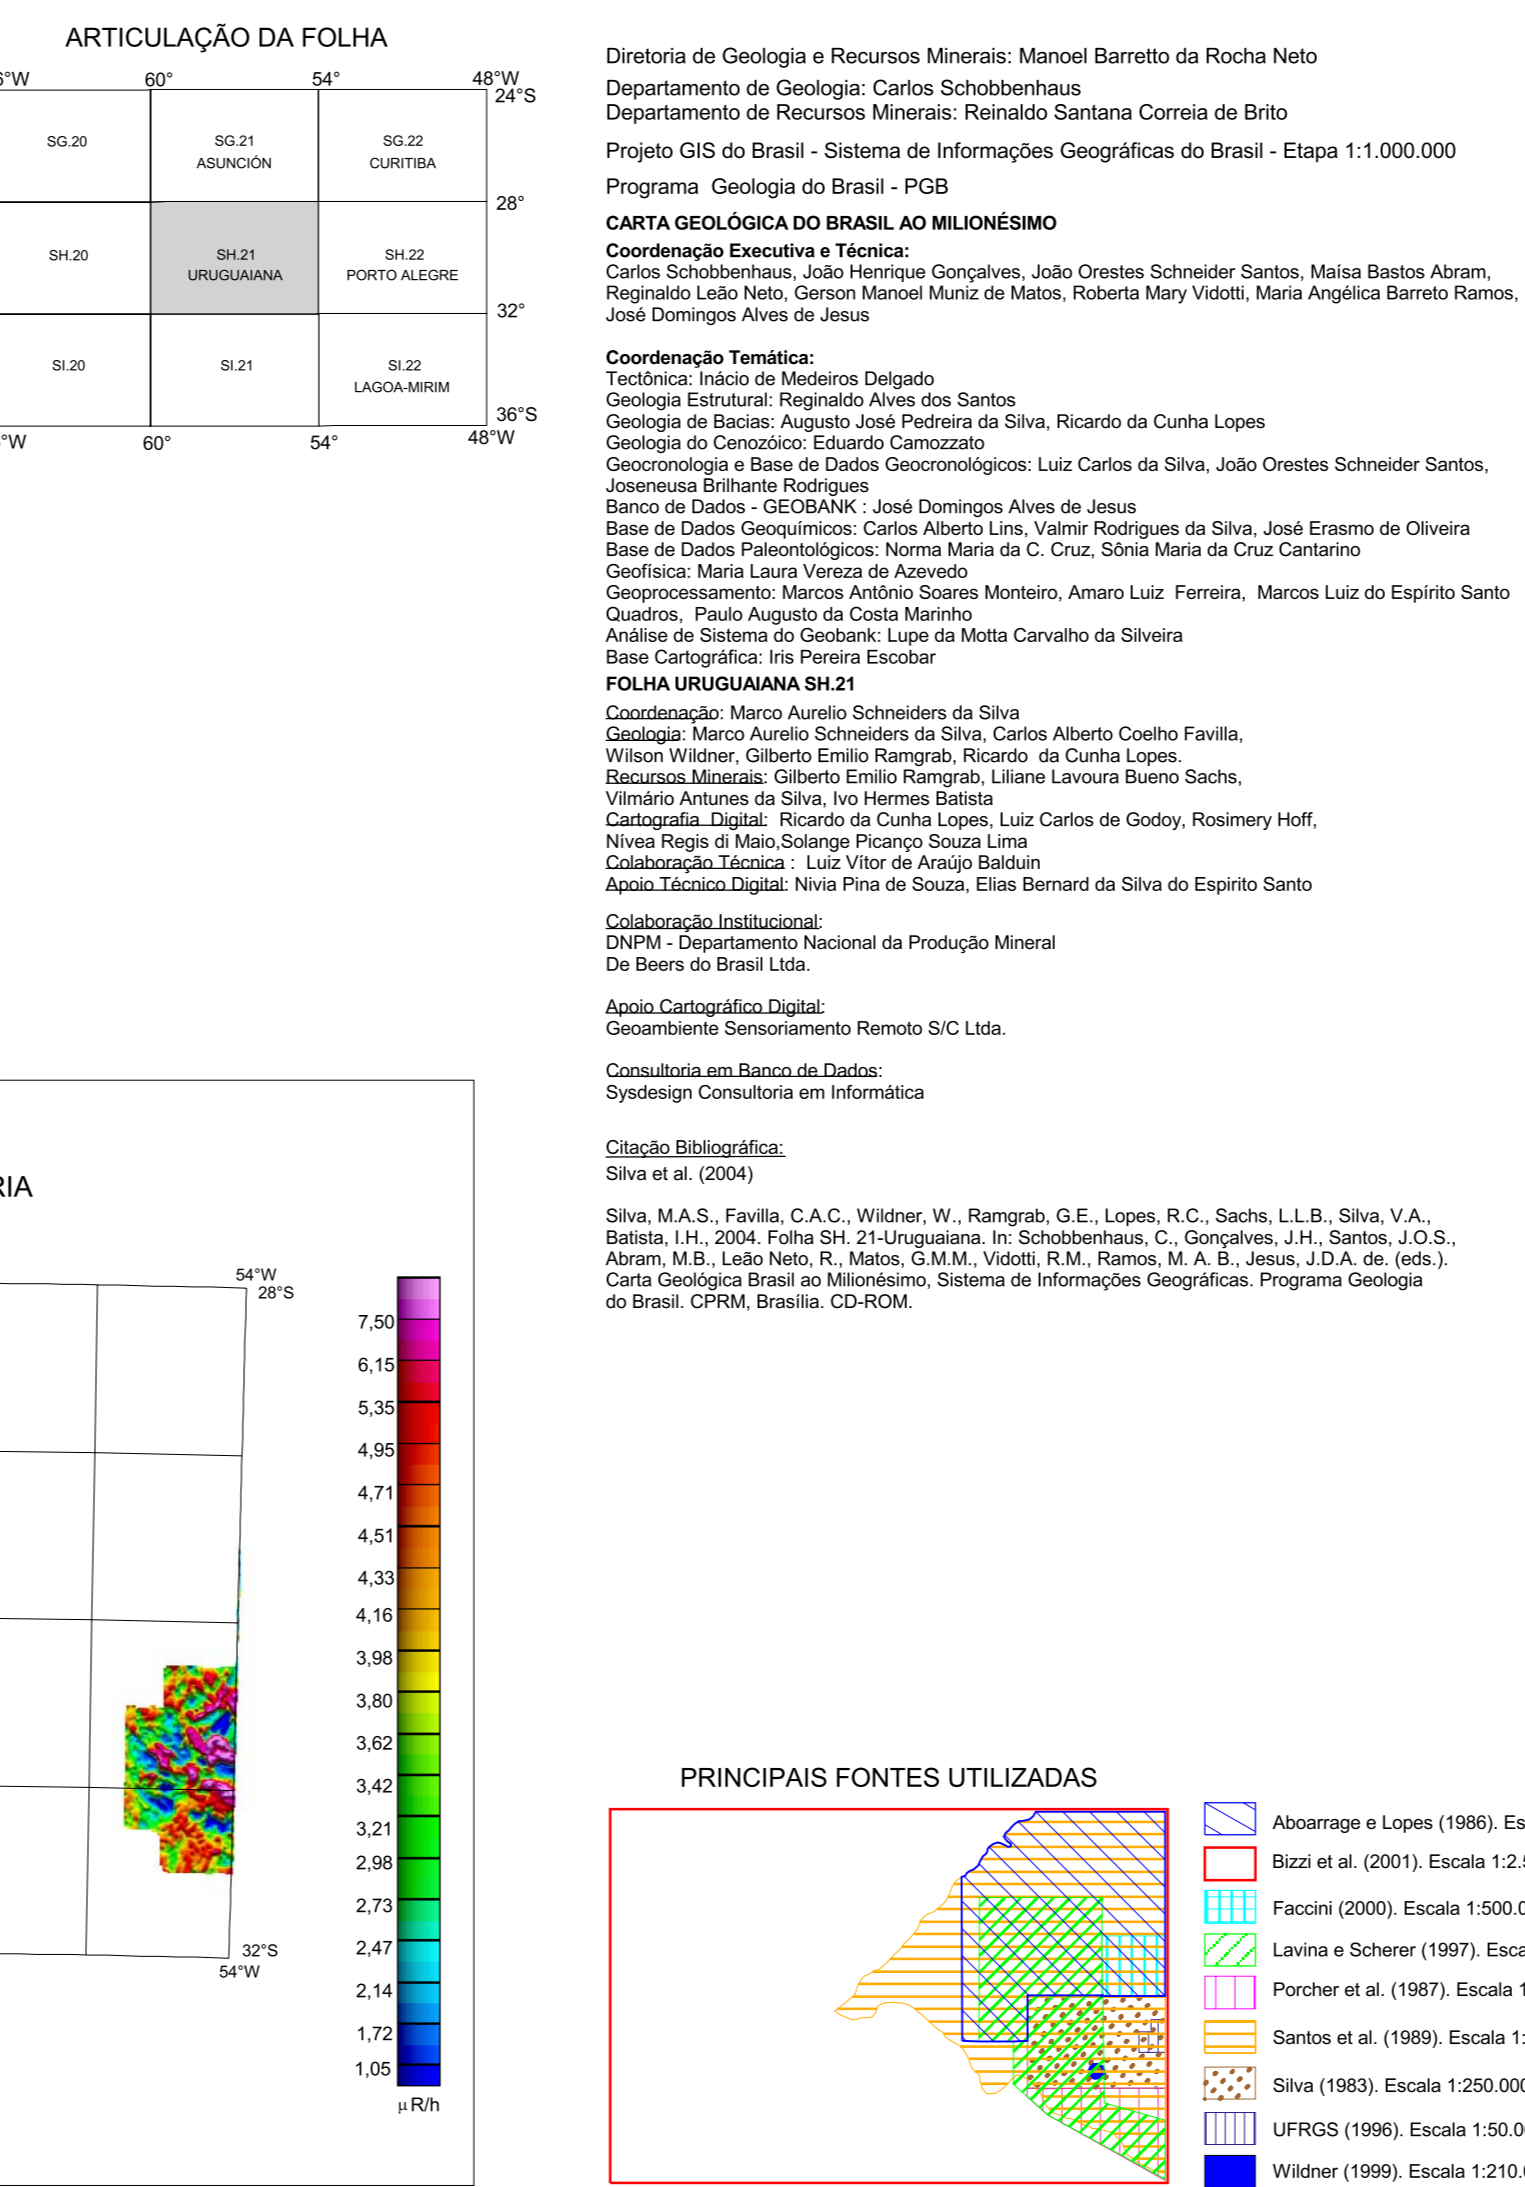 ARTICULAÇÃO DA FOLHA
60° 54° 48°W
24°S
SG.20 SG.21 SG.22
ASUNCIÓN CURITIBA
28°
SH.20 SH.21 SH.22
URUGUAIANA PORTO ALEGRE
32°
SI.20 SI.21 SI.22
LAGOA-MIRIM
36°S
°W 60° 54° 48°W
Diretoria de Geologia e Recursos Minerais: Manoel Barretto da Rocha Neto
Departamento de Geologia: Carlos Schobbenhaus
Departamento de Recursos Minerais: Reinaldo Santana Correia de Brito
Projeto GIS do Brasil - Sistema de Informações Geográficas do Brasil - Etapa 1:1.000.000
Programa Geologia do Brasil - PGB
CARTA GEOLÓGICA DO BRASIL AO MILIONÉSIMO
Coordenação Executiva e Técnica:
Carlos Schobbenhaus, João Henrique Gonçalves, João Orestes Schneider Santos, Maísa Bastos Abram,
Reginaldo Leão Neto, Gerson Manoel Muniz de Matos, Roberta Mary Vidotti, Maria Angélica Barreto Ramos,
José Domingos Alves de Jesus
Coordenação Temática:
Tectônica: Inácio de Medeiros Delgado
Geologia Estrutural: Reginaldo Alves dos Santos
Geologia de Bacias: Augusto José Pedreira da Silva, Ricardo da Cunha Lopes
Geologia do Cenozóico: Eduardo Camozzato
Geocronologia e Base de Dados Geocronológicos: Luiz Carlos da Silva, João Orestes Schneider Santos,
Joseneusa Brilhante Rodrigues
Banco de Dados - GEOBANK : José Domingos Alves de Jesus
Base de Dados Geoquímicos: Carlos Alberto Lins, Valmir Rodrigues da Silva, José Erasmo de Oliveira
Base de Dados Paleontológicos: Norma Maria da C. Cruz, Sônia Maria da Cruz Cantarino
Geofísica: Maria Laura Vereza de Azevedo
Geoprocessamento: Marcos Antônio Soares Monteiro, Amaro Luiz Ferreira, Marcos Luiz do Espírito Santo
Quadros, Paulo Augusto da Costa Marinho
Análise de Sistema do Geobank: Lupe da Motta Carvalho da Silveira
Base Cartográfica: Iris Pereira Escobar
FOLHA URUGUAIANA SH.21
Coordenação: Marco Aurelio Schneiders da Silva
Geologia: Marco Aurelio Schneiders da Silva, Carlos Alberto Coelho Favilla,
Wilson Wildner, Gilberto Emilio Ramgrab, Ricardo da Cunha Lopes.
Recursos Minerais: Gilberto Emilio Ramgrab, Liliane Lavoura Bueno Sachs,
Vilmário Antunes da Silva, Ivo Hermes Batista
Cartografia Digital: Ricardo da Cunha Lopes, Luiz Carlos de Godoy, Rosimery Hoff,
Nívea Regis di Maio,Solange Picanço Souza Lima
Colaboração Técnica : Luiz Vítor de Araújo Balduin
Apoio Técnico Digital: Nivia Pina de Souza, Elias Bernard da Silva do Espirito Santo
Colaboração Institucional:
DNPM - Departamento Nacional da Produção Mineral
De Beers do Brasil Ltda.
Apoio Cartográfico Digital:
Geoambiente Sensoriamento Remoto S/C Ltda.
Consultoria em Banco de Dados:
Sysdesign Consultoria em Informática
Citação Bibliográfica:
Silva et al. (2004)
Silva, M.A.S., Favilla, C.A.C., Wildner, W., Ramgrab, G.E., Lopes, R.C., Sachs, L.L.B., Silva, V.A.,
Batista, I.H., 2004. Folha SH. 21-Uruguaiana. In: Schobbenhaus, C., Gonçalves, J.H., Santos, J.O.S.,
Abram, M.B., Leão Neto, R., Matos, G.M.M., Vidotti, R.M., Ramos, M. A. B., Jesus, J.D.A. de. (eds.).
Carta Geológica Brasil ao Milionésimo, Sistema de Informações Geográficas. Programa Geologia
do Brasil. CPRM, Brasília. CD-ROM.
RIA
54°W
28°S
7,50
6,15
5,35
4,95
4,71
4,51
4,33
4,16
3,98
3,80
3,62
3,42
3,21
2,98
2,73
2,47
2,14
1,72
1,05
µ R/h
32°S
54°W
PRINCIPAIS FONTES UTILIZADAS
Aboarrage e Lopes (1986). Es
Bizzi et al. (2001). Escala 1:2.5
Faccini (2000). Escala 1:500.0
Lavina e Scherer (1997). Esca
Porcher et al. (1987). Escala 1
Santos et al. (1989). Escala 1:
Silva (1983). Escala 1:250.000
UFRGS (1996). Escala 1:50.00
Wildner (1999). Escala 1:210.0